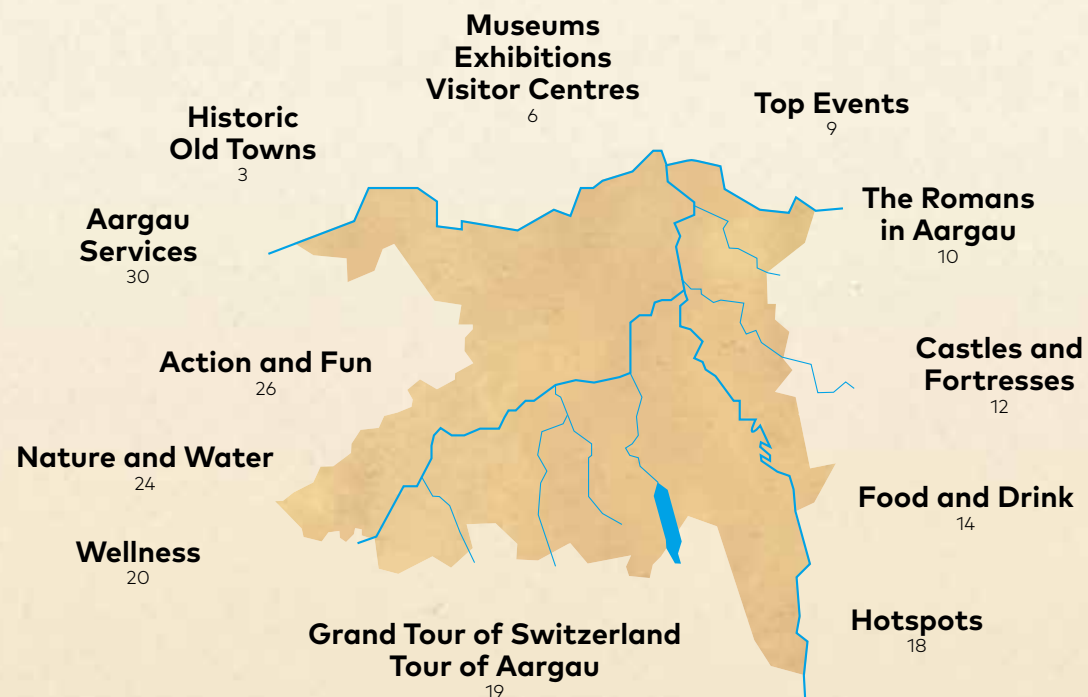 Museums
Exhibitions
Visitor Centres
6
Top Events
9
Historic
Old Towns
3
The Romans
in Aargau
10
Aargau
Services
30
Castles and
Fortresses
12
Action and Fun
26
Nature and Water
24
Food and Drink
14
Wellness
20
Hotspots
18
Grand Tour of Switzerland
Tour of Aargau
19